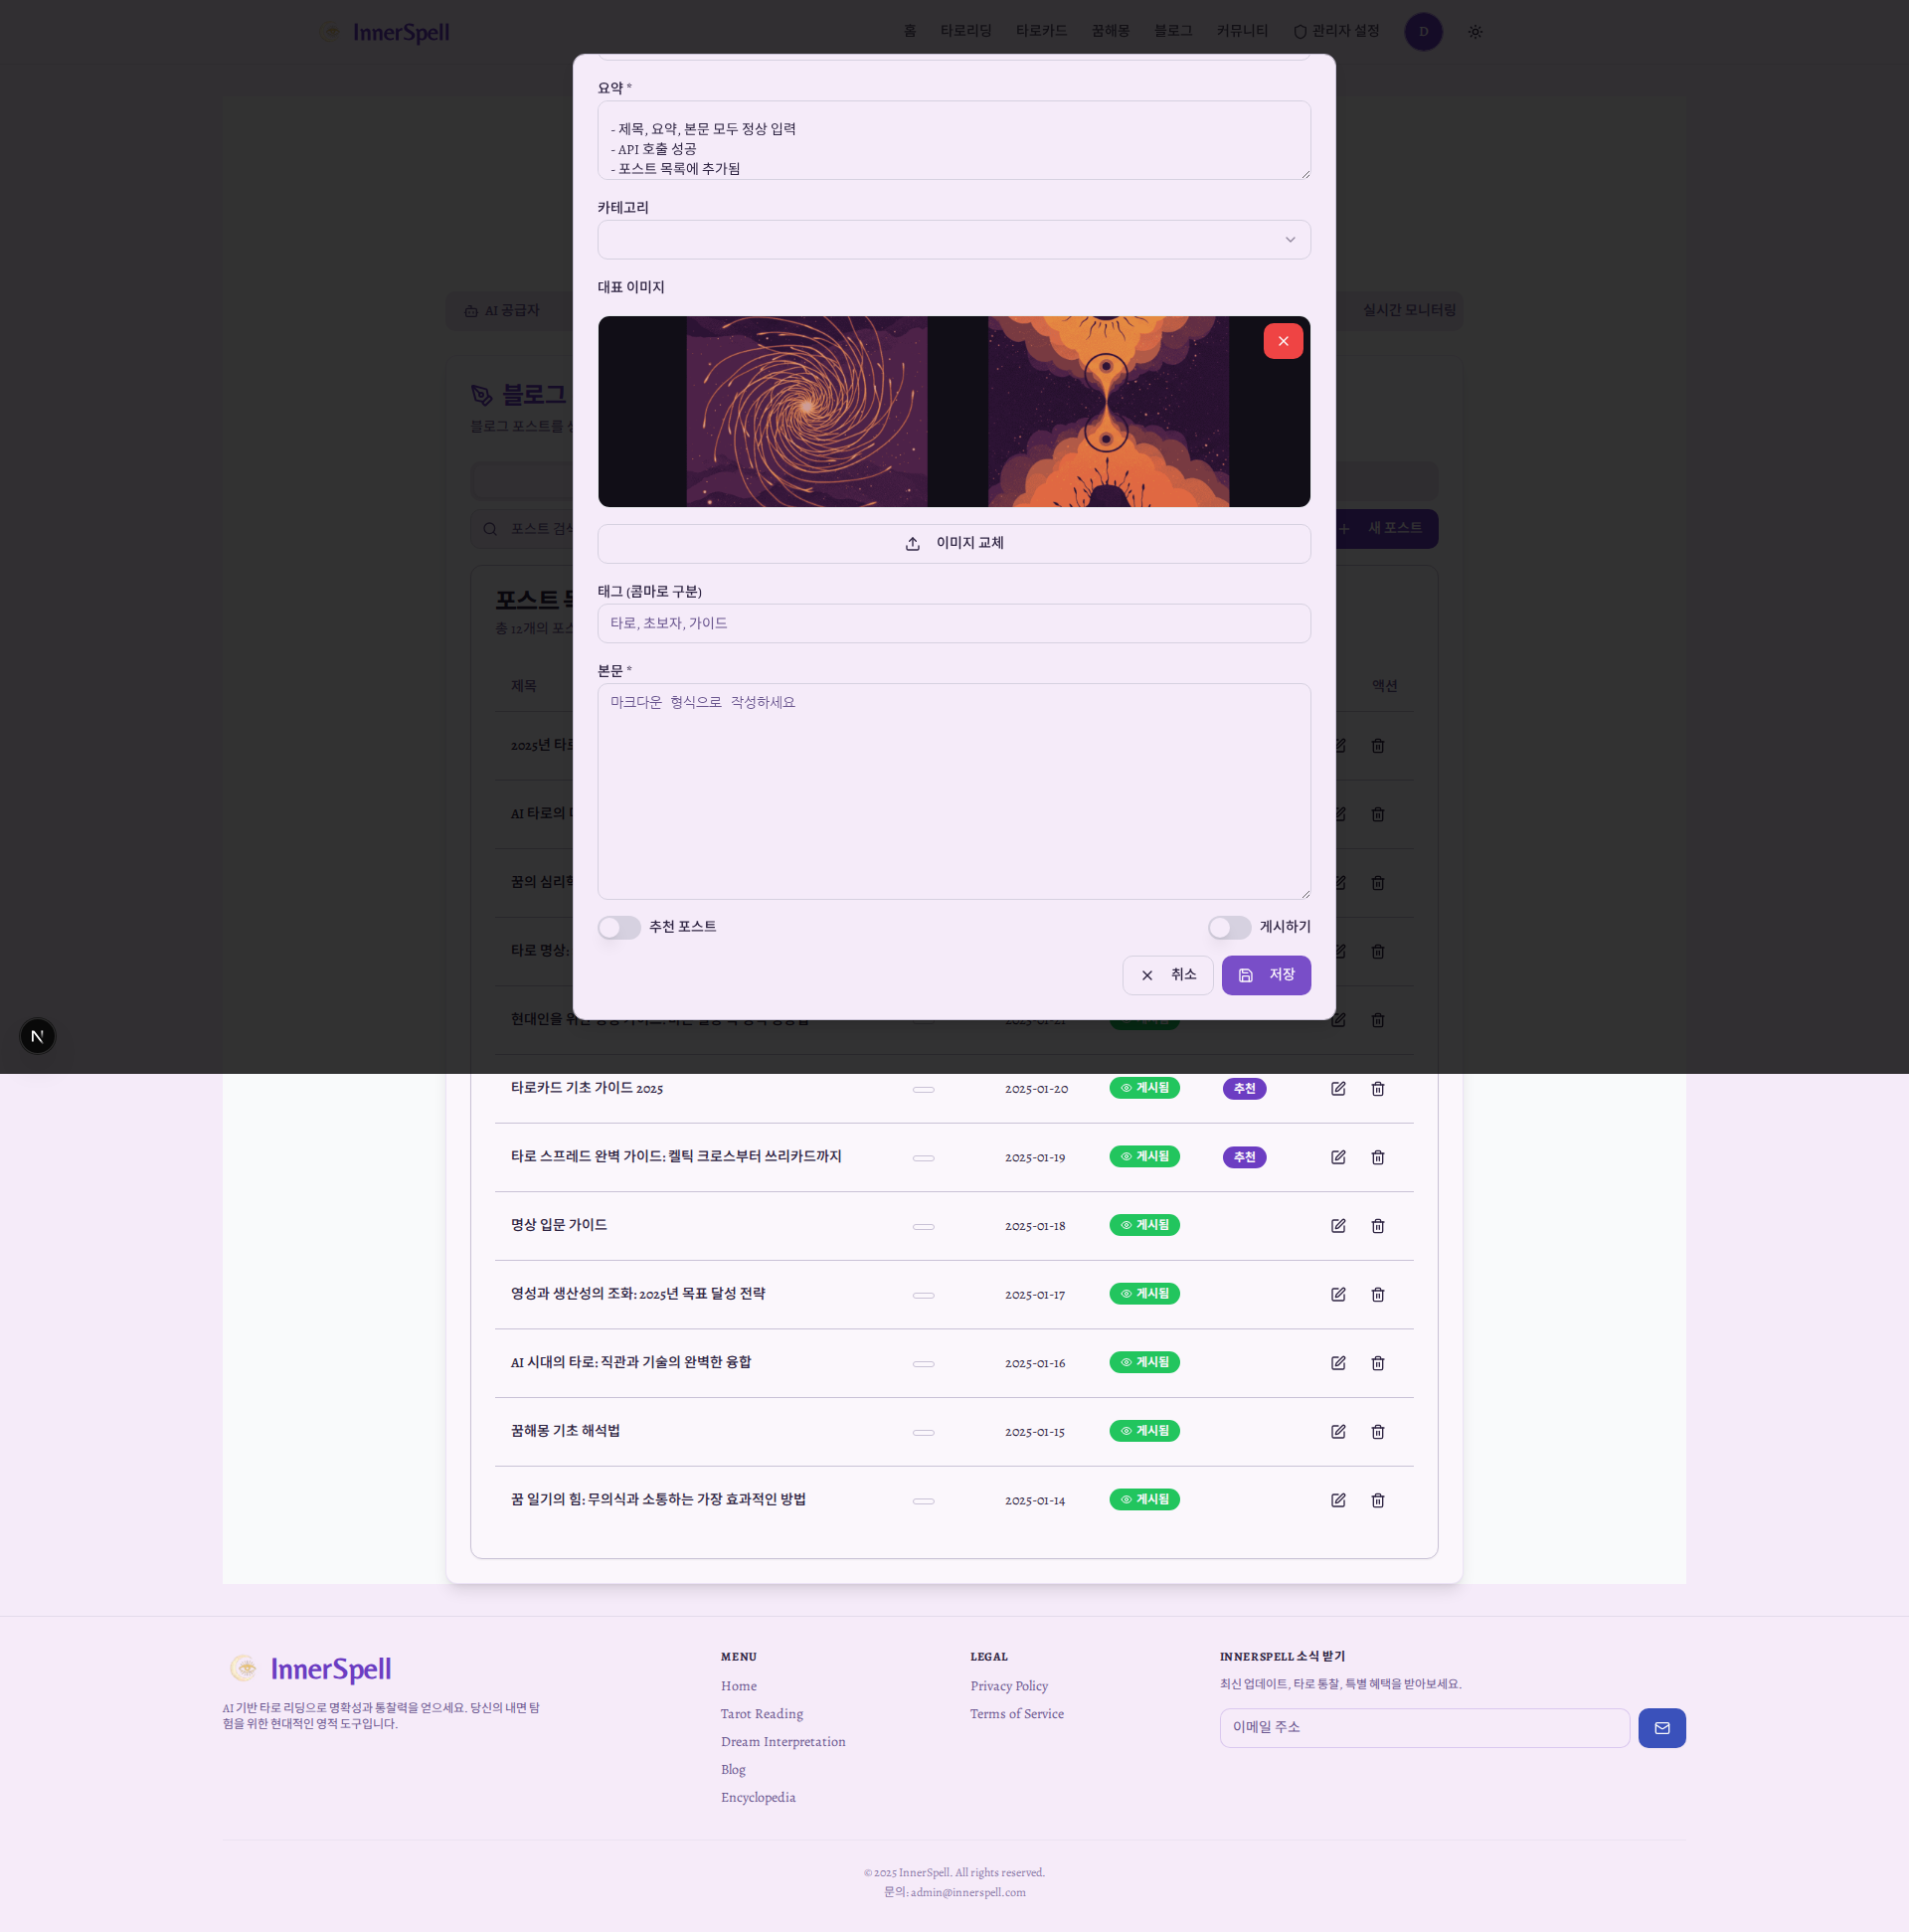 InnerSpell
홈
타로리딩
타로카드
꿈해몽
블로그
커뮤니티
관리자 설정
D
AI 공급자
실시간 모니터링
블로그
블로그 포스트를
포스트 검색
새 포스트
포스트
총 12개의
제목
액션
2025년
AI 타로의
꿈의
타로 명상:
현대인을
요약 *
- 제목, 요약, 본문 모두 정상 입력
- API 호출 성공
- 포스트 목록에 추가됨
카테고리
대표 이미지
이미지 교체
태그 (콤마로 구분)
타로, 초보자, 가이드
본문 *
마크다운 형식으로 작성하세요
추천 포스트
게시하기
취소
저장
N
타로카드 기초 가이드 2025
2025-01-20
게시됨
추천
타로 스프레드 완벽 가이드: 켈틱 크로스부터 쓰리카드까지
2025-01-19
게시됨
추천
명상 입문 가이드
2025-01-18
게시됨
영성과 생산성의 조화: 2025년 목표 달성 전략
2025-01-17
게시됨
AI 시대의 타로: 직관과 기술의 완벽한 융합
2025-01-16
게시됨
꿈해몽 기초 해석법
2025-01-15
게시됨
꿈 일기의 힘: 무의식과 소통하는 가장 효과적인 방법
2025-01-14
게시됨
InnerSpell
AI 기반 타로 리딩으로 명확성과 통찰력을 얻으세요. 당신의 내면 탐
험을 위한 현대적인 영적 도구입니다.
MENU
Home
Tarot Reading
Dream Interpretation
Blog
Encyclopedia
LEGAL
Privacy Policy
Terms of Service
INNERSPELL 소식 받기
최신 업데이트, 타로 통찰, 특별 혜택을 받아보세요.
이메일 주소
© 2025 InnerSpell. All rights reserved.
문의: admin@innerspell.com